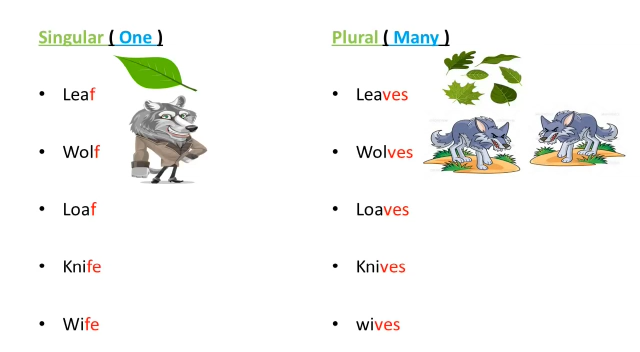 Singular ( One )
• Leaf
• Wolf
• Loaf
• Knife
• Wife
Plural ( Many )
• Leaves
• Wolves
• Loaves
• Knives
• wives